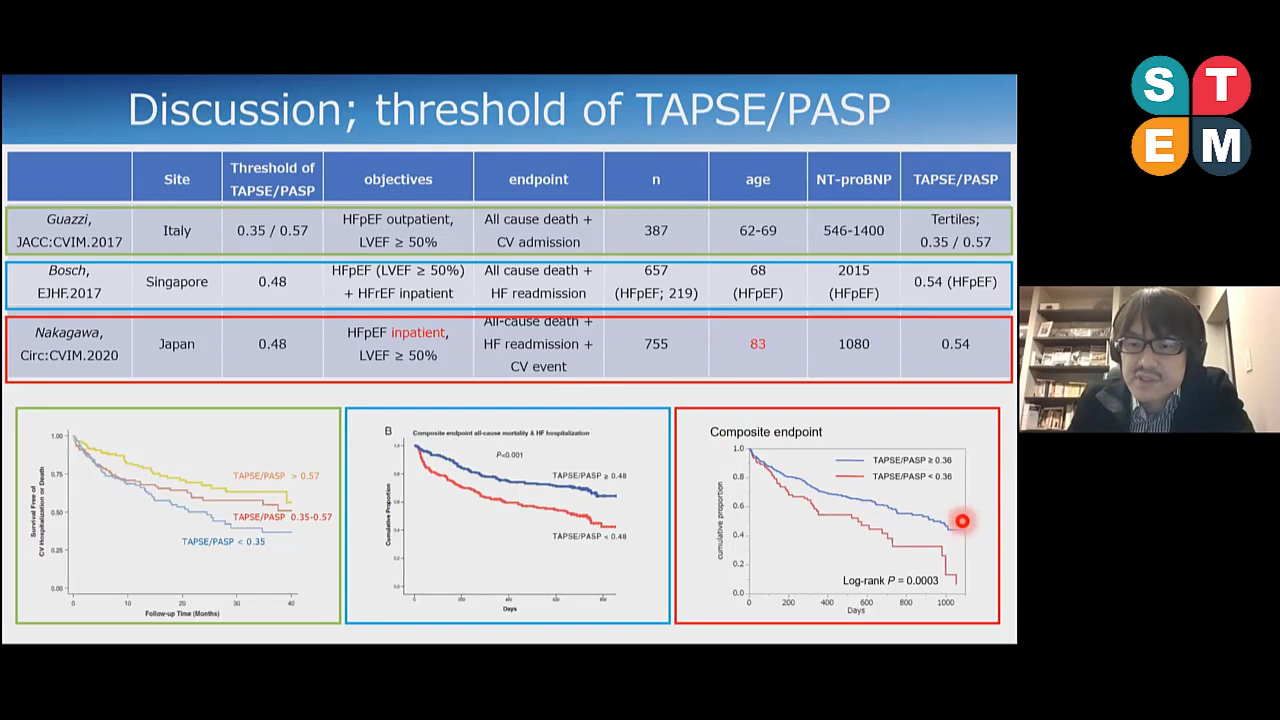 Discussion; threshold of TAPSE/PASP
S T
E M
Site
Threshold of
TAPSE/PASP
objectives
endpoint
n
age
NT-proBNP
TAPSE/PASP
Guazzi,
JACC:CVIM.2017
Italy
0.35 / 0.57
HFpEF outpatient,
LVEF ≥ 50%
All cause death +
CV admission
387
62-69
546-1400
Tertiles;
0.35 / 0.57
Bosch,
EJHF.2017
Singapore
0.48
HFpEF (LVEF ≥ 50%)
+ HFrEF inpatient
All cause death +
HF readmission
657
(HFpEF; 219)
68
(HFpEF)
2015
(HFpEF)
0.54 (HFpEF)
Nakagawa,
Circ:CVIM.2020
Japan
0.48
HFpEF inpatient,
LVEF ≥ 50%
All-cause death +
HF readmission +
CV event
755
83
1080
0.54
Survival Free of
CV Hospitalization or Death
1.00
0.75
0.50
0.25
0.00
TAPSE/PASP > 0.57
TAPSE/PASP 0.35-0.57
TAPSE/PASP < 0.35
0 10 20 30 40
Follow-up Time (Months)
B
Composite endpoint all-cause mortality & HF hospitalization
P<0.001
Cumulative Proportion
TAPSE/PASP ≥ 0.48
TAPSE/PASP < 0.48
Days
Composite endpoint
cumulative proportion
1.0
0.8
0.6
0.4
0.2
0.0
TAPSE/PASP ≥ 0.36
TAPSE/PASP < 0.36
Log-rank P = 0.0003
0 200 400 600 800 1000
Days